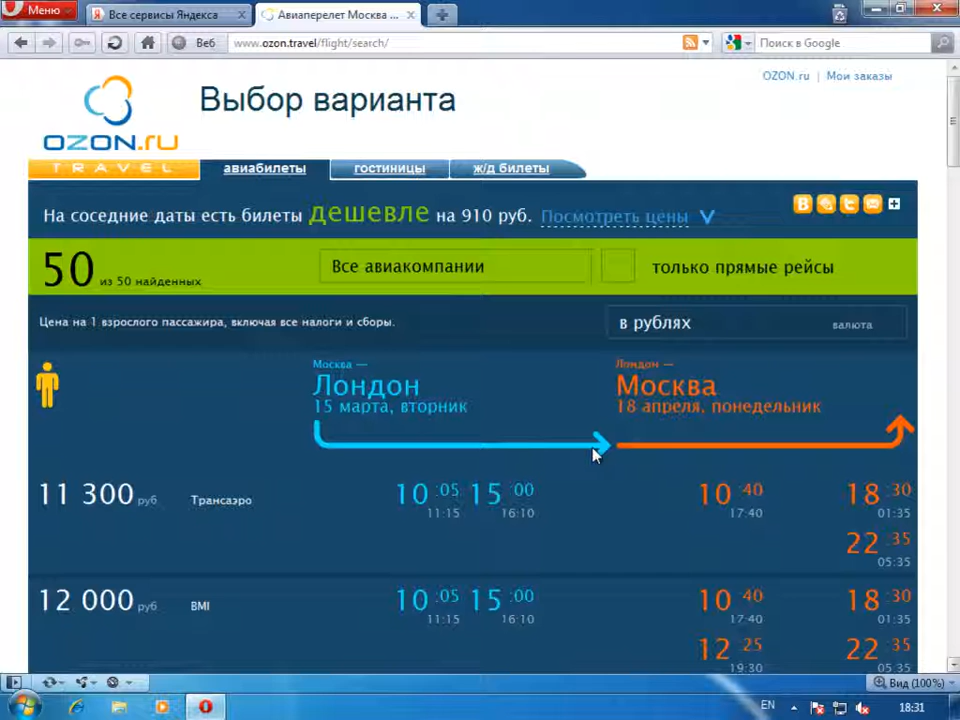 Меню
Все сервисы Яндекса
Авиаперелет Москва ...
Веб
www.ozon.travel/flight/search/
Поиск в Google
OZON.ru | Мои заказы
OZON.ru
TRAVEL
Выбор варианта
авиабилеты
гостиницы
ж/д билеты
На соседние даты есть билеты дешевле на 910 руб. Посмотреть цены
50 из 50 найденных
Все авиакомпании
только прямые рейсы
Цена на 1 взрослого пассажира, включая все налоги и сборы.
в рублях
валюта
Москва —
Лондон
15 марта, вторник
Лондон —
Москва
18 апреля, понедельник
11 300 руб Трансаэро 10:05 15:00 10:40 18:30
11:15 16:10 17:40 01:35
22:35
05:35
12 000 руб BMI 10:05 15:00 10:40 18:30
11:15 16:10 17:40 01:35
12:25 22:35
19:30 05:35
Вид (100%)
EN
18:31